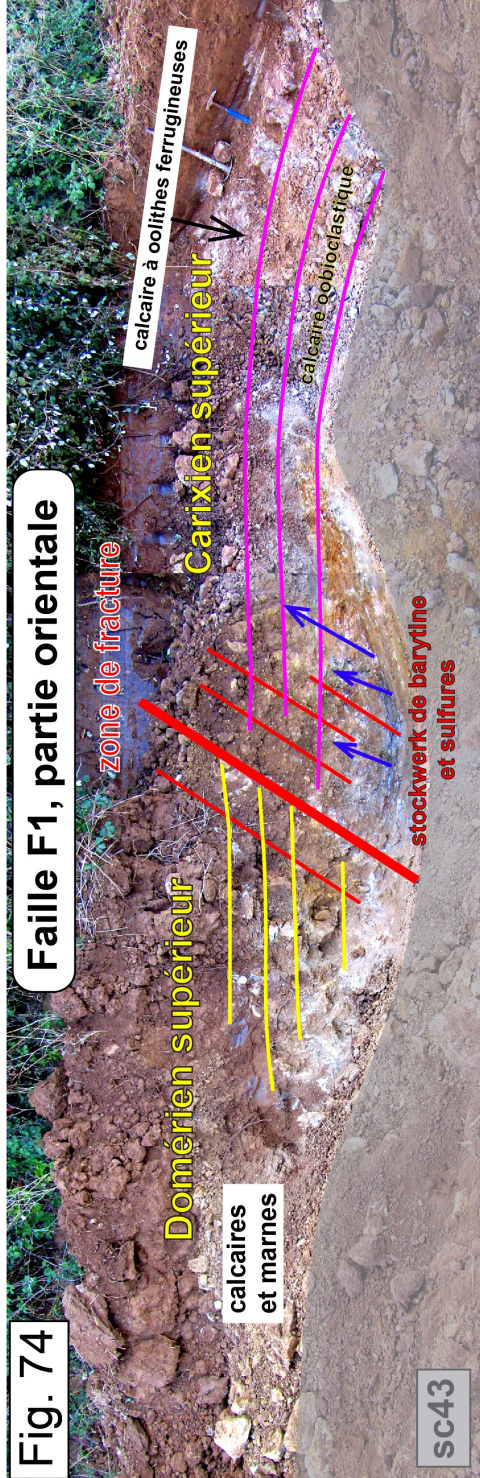 Fig. 74
Faille F1, partie orientale
zone de fracture
calcaire à oolithes ferrugineuses
Domérien supérieur
Carixien supérieur
calcaires
et marnes
calcaire oobioclastique
stockwerk de barytine
et sulfures
sc43